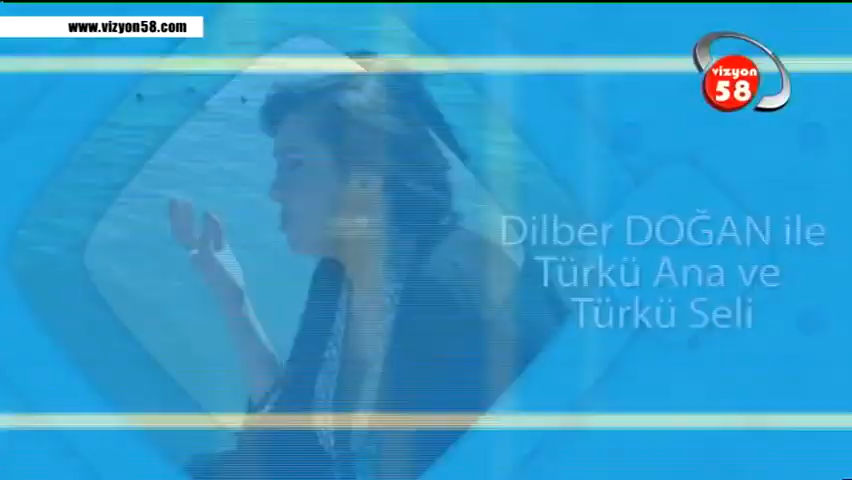 www.vizyon58.com
vizyon
58
Dilber DOĞAN ile
Türkü Ana ve
Türkü Seli